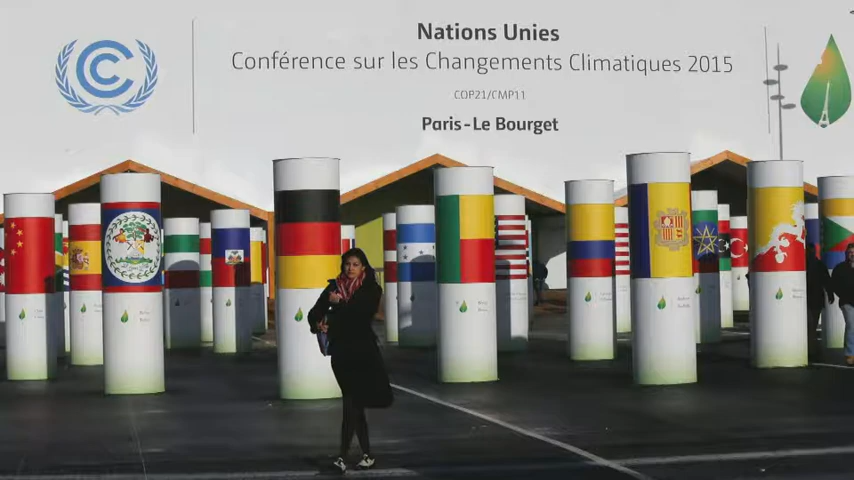 Nations Unies
Conférence sur les Changements Climatiques 2015
COP21/CMP11
Paris-Le Bourget